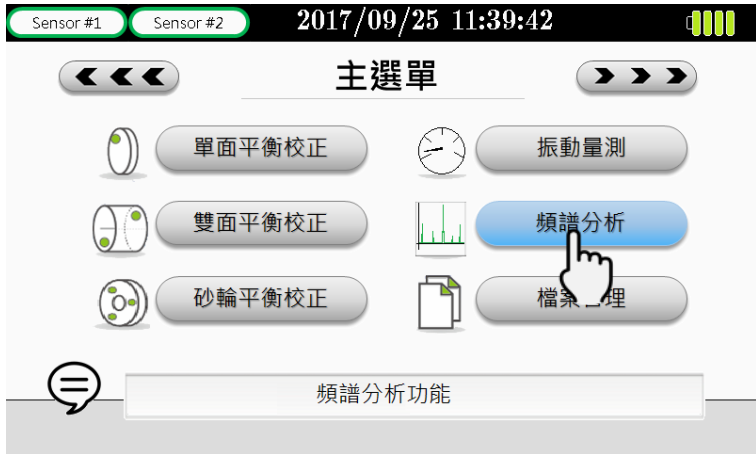 Sensor #1 Sensor #2 2017/09/25 11:39:42
主選單
單面平衡校正 振動量測
雙面平衡校正 頻譜分析
砂輪平衡校正 檔案管理
頻譜分析功能